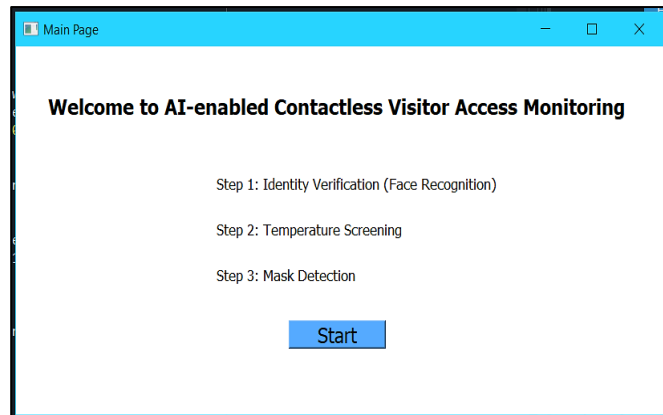 Main Page
Welcome to AI-enabled Contactless Visitor Access Monitoring
Step 1: Identity Verification (Face Recognition)
Step 2: Temperature Screening
Step 3: Mask Detection
Start